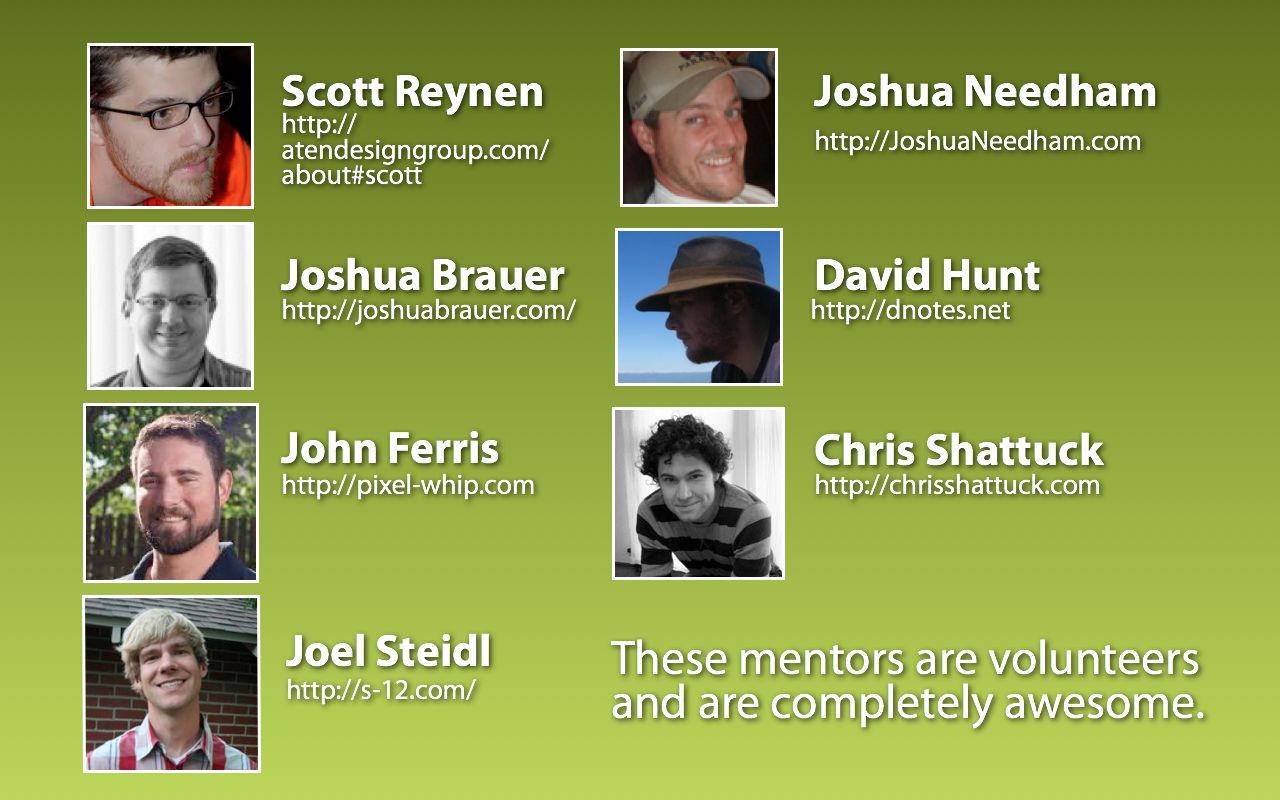 Scott Reynen
http://
atendesigngroup.com/
about#scott
Joshua Needham
http://JoshuaNeedham.com
Joshua Brauer
http://joshuabrauer.com/
David Hunt
http://dnotes.net
John Ferris
http://pixel-whip.com
Chris Shattuck
http://chrisshattuck.com
Joel Steidl
http://s-12.com/
These mentors are volunteers
and are completely awesome.